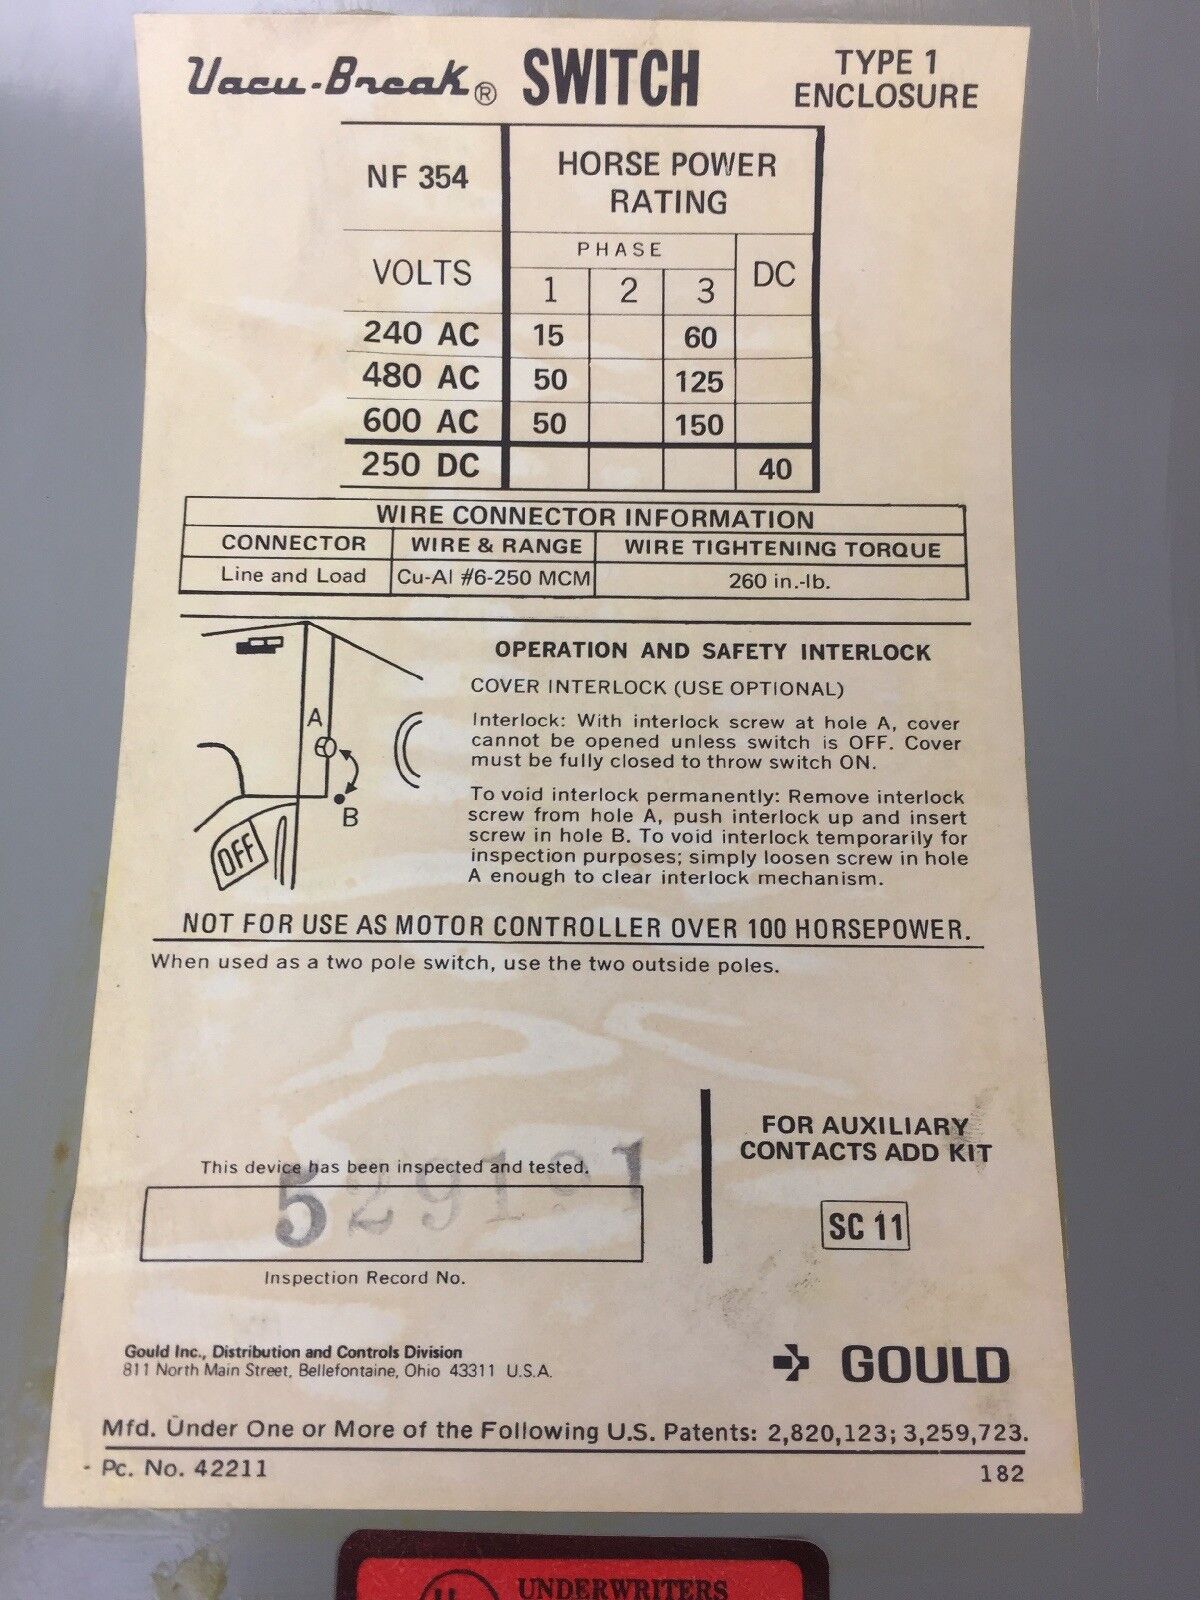 Vacu-Break® SWITCH
TYPE 1
ENCLOSURE
NF 354
HORSE POWER
RATING
VOLTS
PHASE
DC
1 2 3
240 AC 15 60
480 AC 50 125
600 AC 50 150
250 DC 40
WIRE CONNECTOR INFORMATION
CONNECTOR WIRE & RANGE WIRE TIGHTENING TORQUE
Line and Load Cu-Al #6-250 MCM 260 in.-lb.
A
B
OFF
OPERATION AND SAFETY INTERLOCK
COVER INTERLOCK (USE OPTIONAL)
Interlock: With interlock screw at hole A, cover
cannot be opened unless switch is OFF. Cover
must be fully closed to throw switch ON.
To void interlock permanently: Remove interlock
screw from hole A, push interlock up and insert
screw in hole B. To void interlock temporarily for
inspection purposes; simply loosen screw in hole
A enough to clear interlock mechanism.
NOT FOR USE AS MOTOR CONTROLLER OVER 100 HORSEPOWER.
When used as a two pole switch, use the two outside poles.
This device has been inspected and tested.
Inspection Record No.
FOR AUXILIARY
CONTACTS ADD KIT
SC 11
Gould Inc., Distribution and Controls Division
811 North Main Street, Bellefontaine, Ohio 43311 U.S.A.
GOULD
Mfd. Under One or More of the Following U.S. Patents: 2,820,123; 3,259,723.
Pc. No. 42211
182
UNDERWRITERS